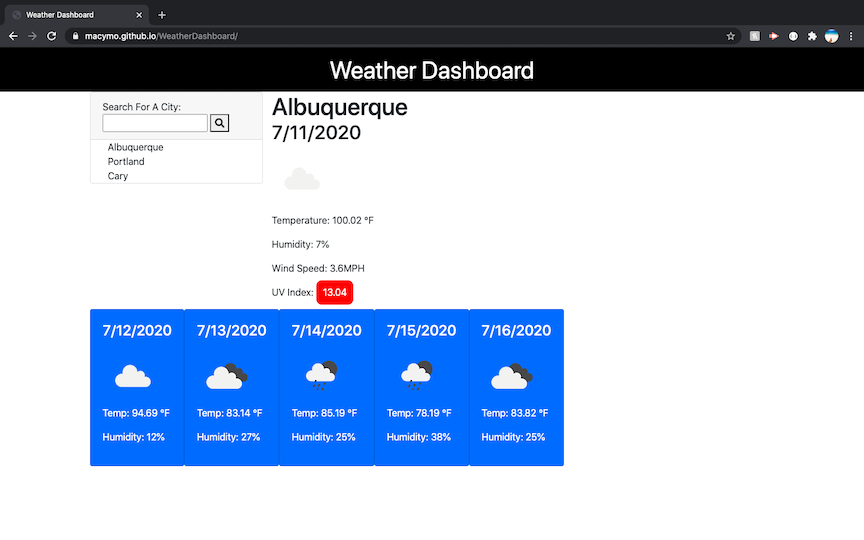 Weather Dashboard
macymo.github.io/WeatherDashboard/
Weather Dashboard
Search For A City:
Albuquerque
Portland
Cary
Albuquerque
7/11/2020
Temperature: 100.02 °F
Humidity: 7%
Wind Speed: 3.6MPH
UV Index: 13.04
7/12/2020
Temp: 94.69 °F
Humidity: 12%
7/13/2020
Temp: 83.14 °F
Humidity: 27%
7/14/2020
Temp: 85.19 °F
Humidity: 25%
7/15/2020
Temp: 78.19 °F
Humidity: 38%
7/16/2020
Temp: 83.82 °F
Humidity: 25%